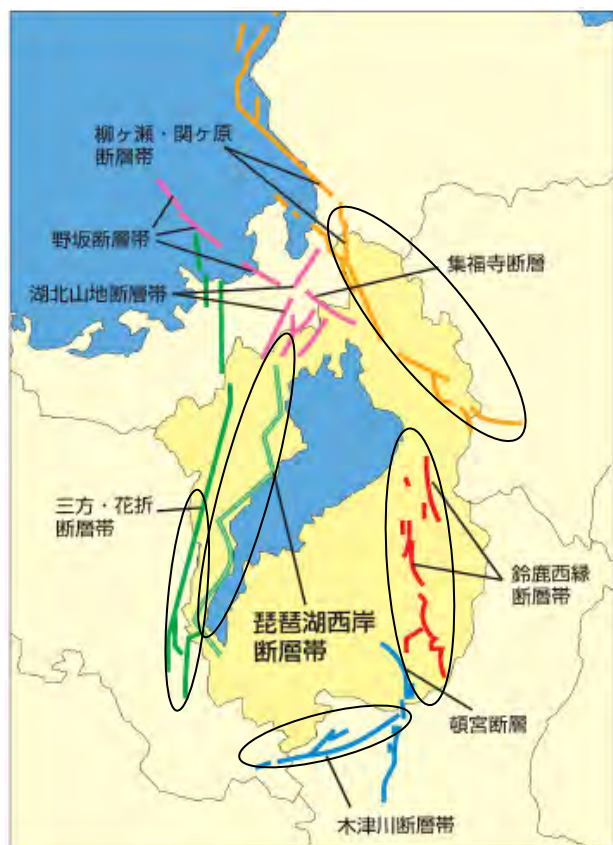 柳ヶ瀬・関ヶ原
断層帯
野坂断層帯
集福寺断層
湖北山地断層帯
三方・花折
断層帯
鈴鹿西縁
断層帯
琵琶湖西岸
断層帯
頓宮断層
木津川断層帯